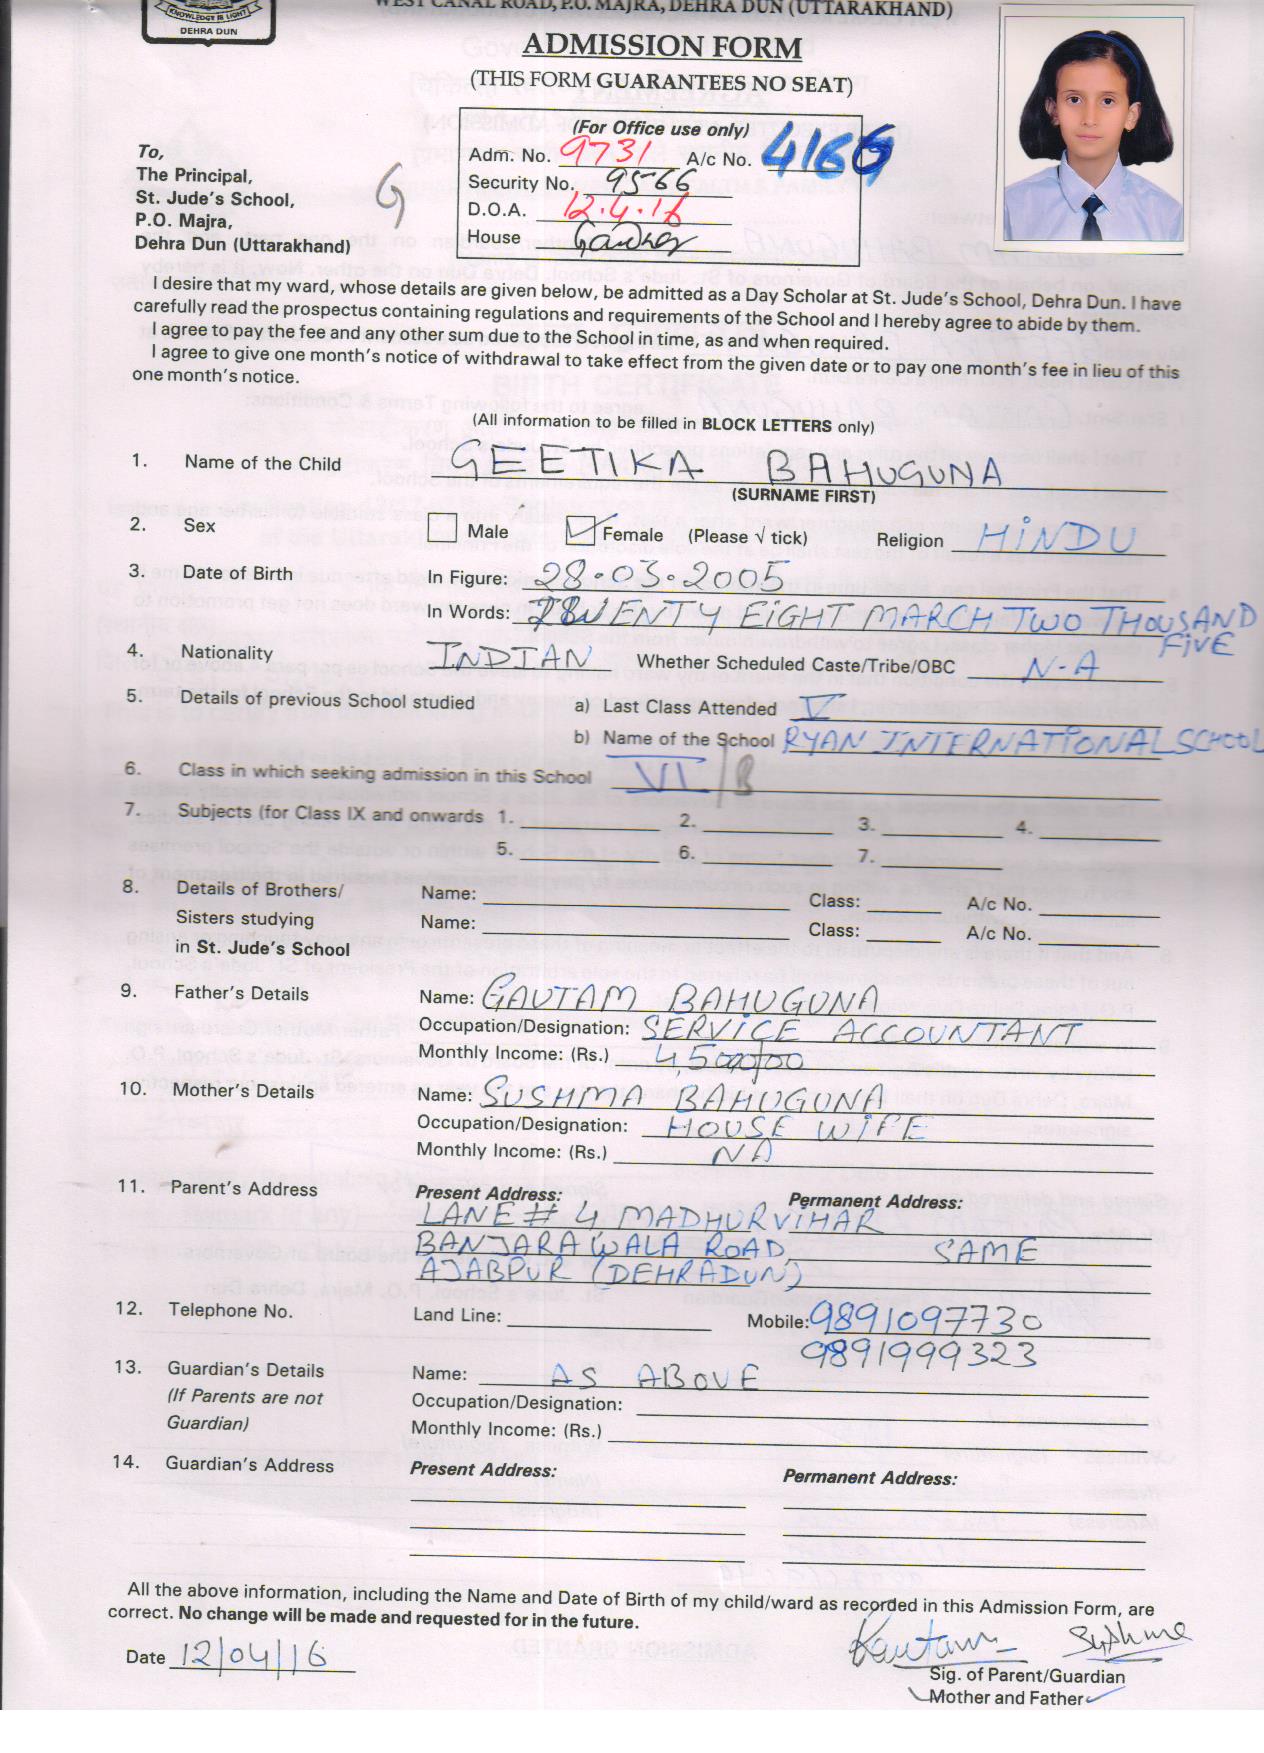 KNOWLEDGE IS LIGHT
DEHRA DUN
WEST CANAL ROAD, P.O. MAJRA, DEHRA DUN (UTTARAKHAND)
ADMISSION FORM
(THIS FORM GUARANTEES NO SEAT)
(For Office use only)
Adm. No. 9731 A/c No. 4166
Security No. 9566
D.O.A. 12.4.16
House
To,
The Principal,
St. Jude's School,
P.O. Majra,
Dehra Dun (Uttarakhand)
G
I desire that my ward, whose details are given below, be admitted as a Day Scholar at St. Jude's School, Dehra Dun. I have
carefully read the prospectus containing regulations and requirements of the School and I hereby agree to abide by them.
I agree to pay the fee and any other sum due to the School in time, as and when required.
I agree to give one month's notice of withdrawal to take effect from the given date or to pay one month's fee in lieu of this
one month's notice.
(All information to be filled in BLOCK LETTERS only)
1. Name of the Child GEETIKA BAHUGUNA
(SURNAME FIRST)
2. Sex Male Female (Please √ tick) Religion HINDU
3. Date of Birth In Figure: 28.03.2005
In Words: TWENTY EIGHT MARCH TWO THOUSAND
FIVE
4. Nationality INDIAN Whether Scheduled Caste/Tribe/OBC N-A
5. Details of previous School studied a) Last Class Attended V
b) Name of the School RYAN INTERNATIONAL SCHOOL
6. Class in which seeking admission in this School VI/B
7. Subjects (for Class IX and onwards 1. 2. 3. 4.
5. 6. 7.
8. Details of Brothers/ Name: Class: A/c No.
Sisters studying Name: Class: A/c No.
in St. Jude's School
9. Father's Details Name: GAUTAM BAHUGUNA
Occupation/Designation: SERVICE ACCOUNTANT
Monthly Income: (Rs.)
10. Mother's Details Name: SUSHMA BAHUGUNA
Occupation/Designation: HOUSE WIFE
Monthly Income: (Rs.) NA
11. Parent's Address Present Address: Permanent Address:
LANE # 4 MADHUR VIHAR
BANJARAWALA ROAD, SAME
AJABPUR (DEHRADUN)
12. Telephone No. Land Line: Mobile: 9891097730
9891999323
13. Guardian's Details Name: AS ABOVE
(If Parents are not Occupation/Designation:
Guardian) Monthly Income: (Rs.)
14. Guardian's Address Present Address: Permanent Address:
All the above information, including the Name and Date of Birth of my child/ward as recorded in this Admission Form, are
correct. No change will be made and requested for in the future.
Date 12/04/16 Gautam Sushma
Sig. of Parent/Guardian
Mother and Father